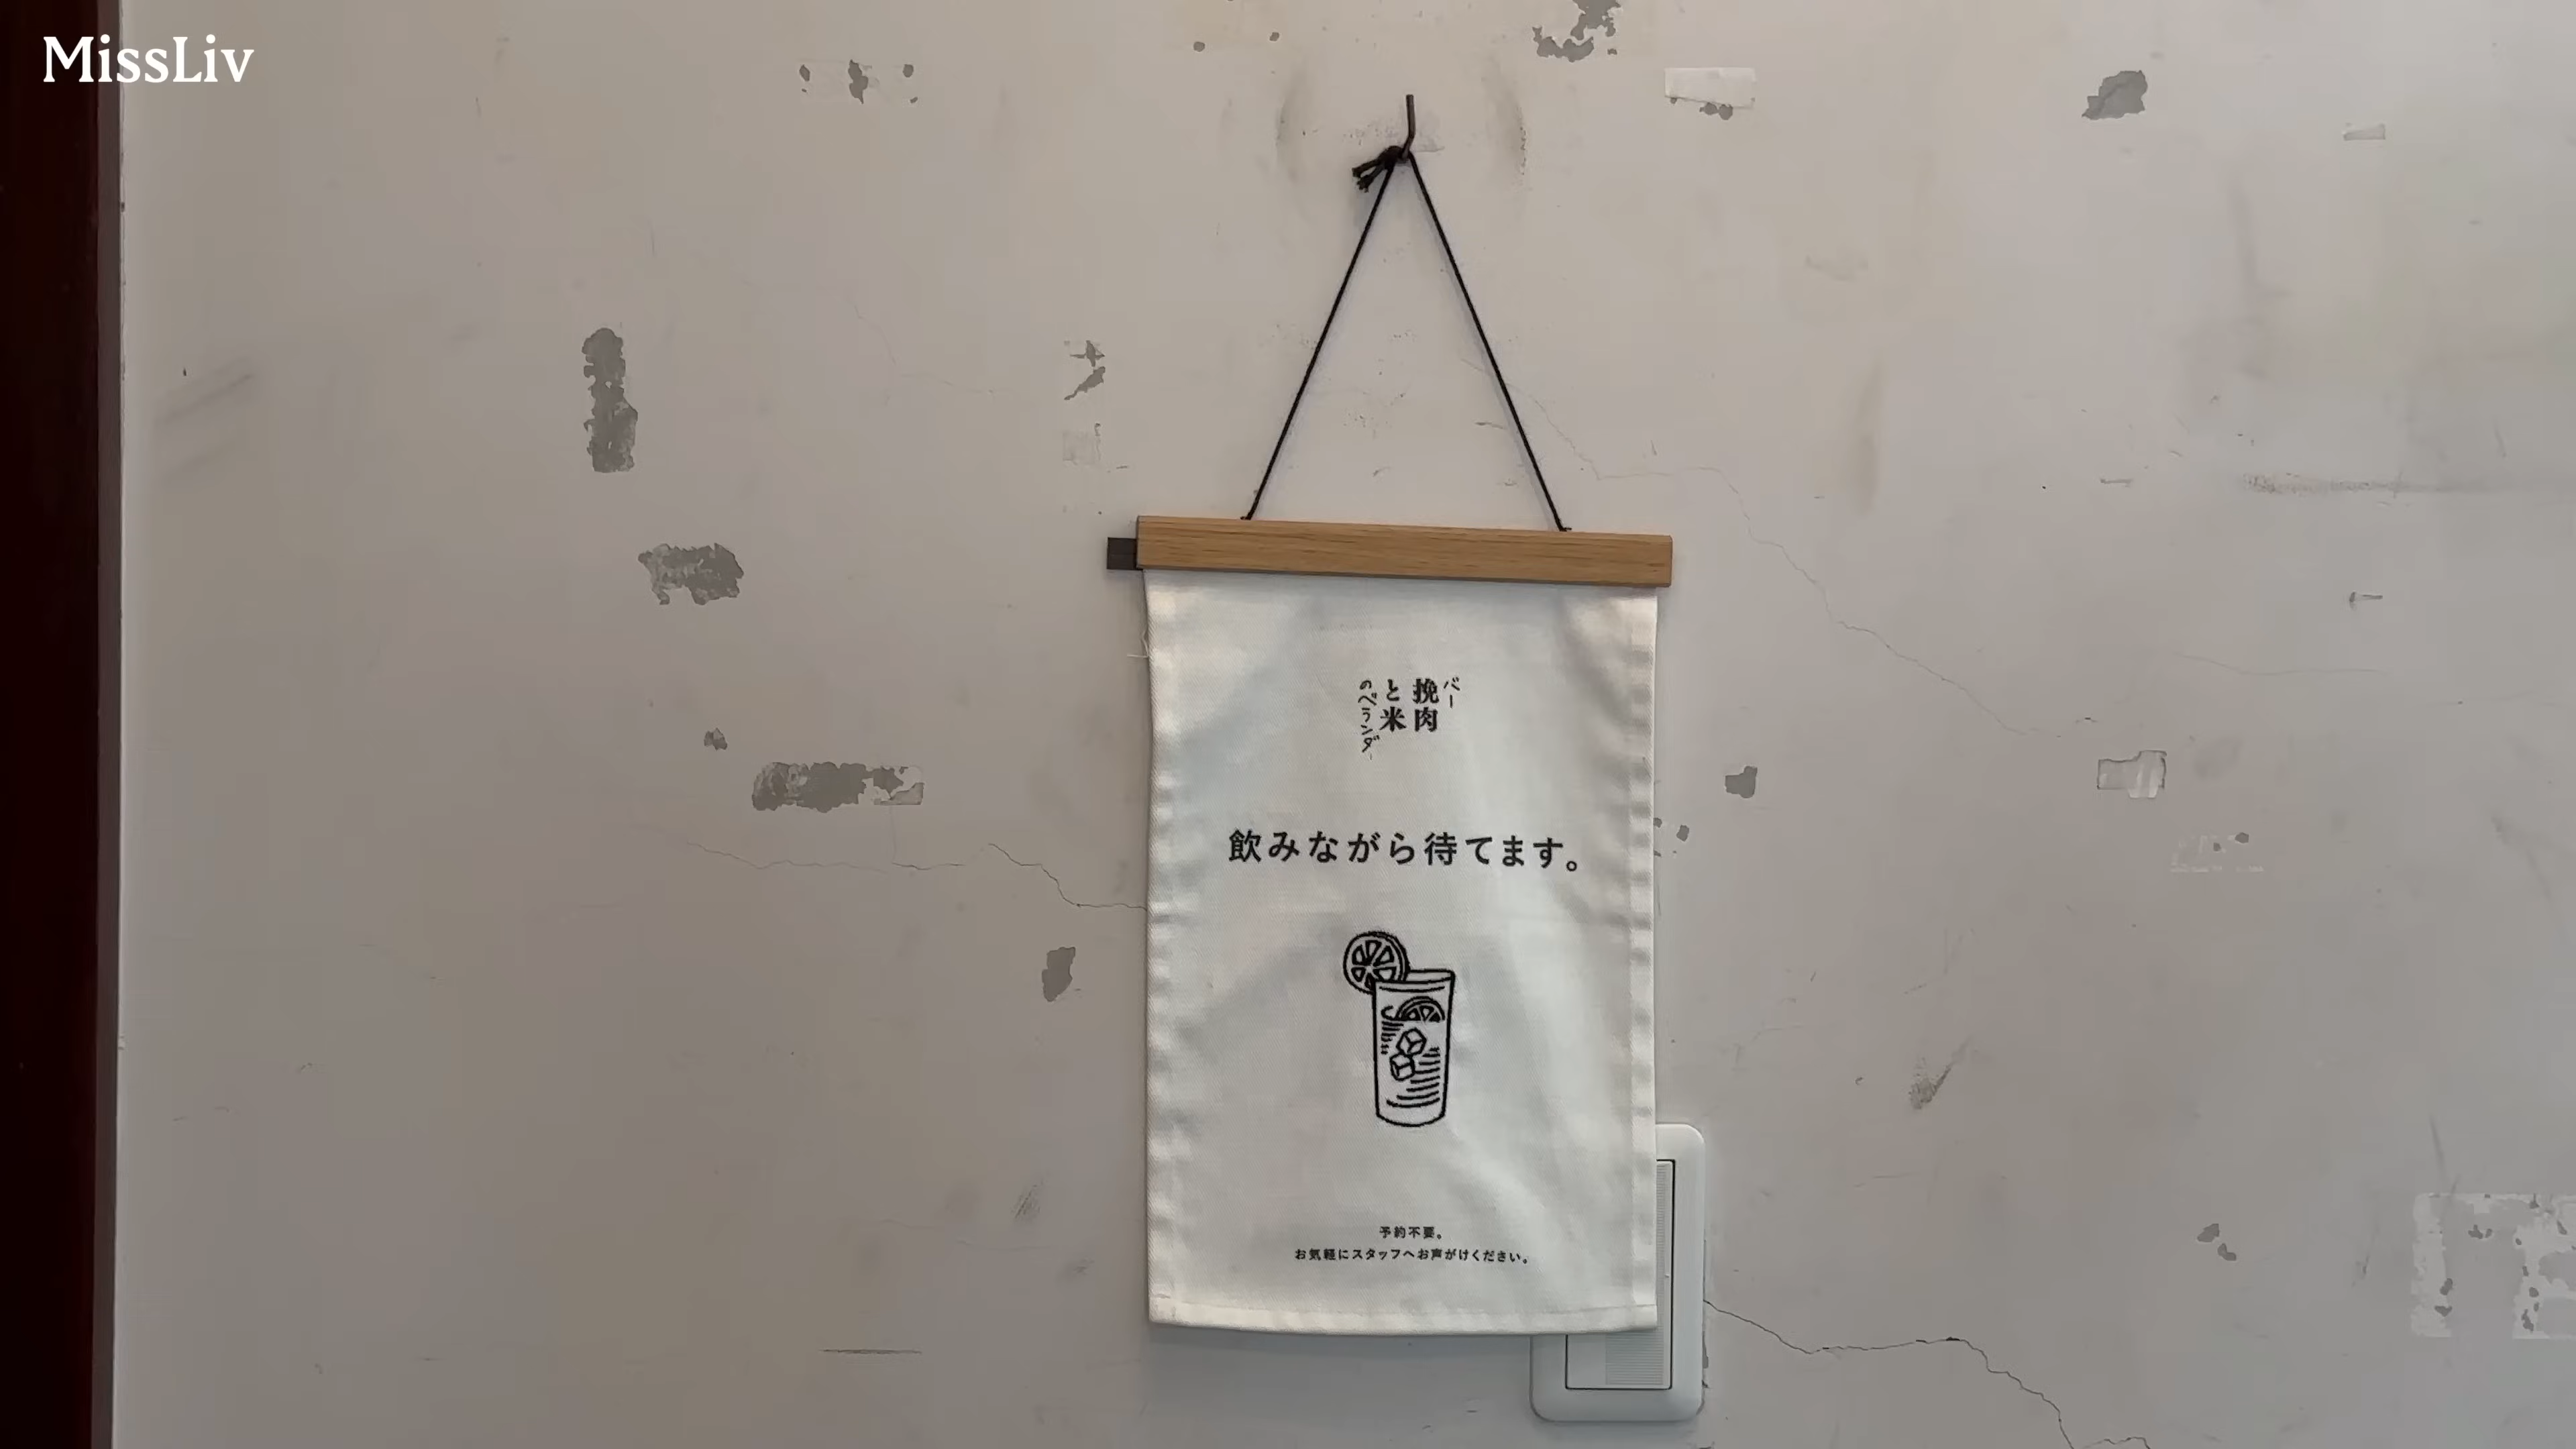 MissLiv
バー
挽肉
と米
のベランダ
飲みながら待てます。
予約不要。
お気軽にスタッフへお声がけください。